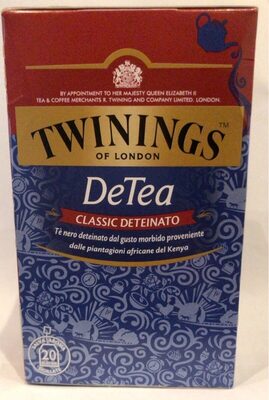 BY APPOINTMENT TO HER MAJESTY QUEEN ELIZABETH II
TEA & COFFEE MERCHANTS R. TWINING AND COMPANY LIMITED. LONDON.
TWININGS™
OF LONDON
DeTea
CLASSIC DETEINATO
Tè nero deteinato dal gusto morbido proveniente
dalle piantagioni africane del Kenya
20